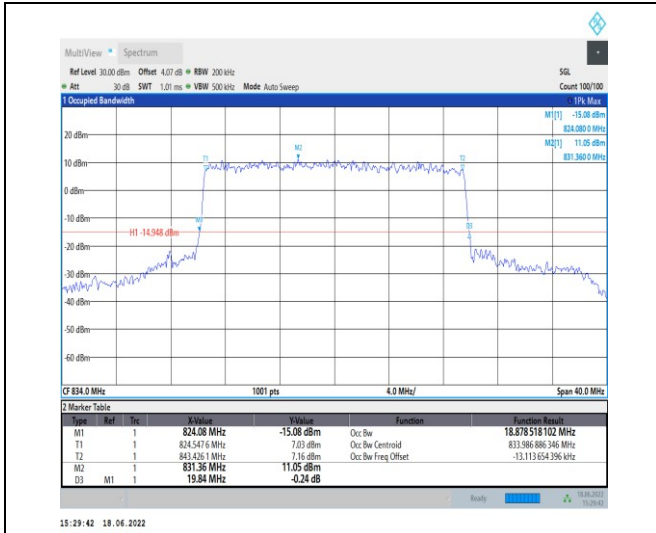 MultiView Spectrum
Ref Level 30.00 dBm Offset 4.07 dB RBW 200 kHz SGL
Att 30 dB SWT 1.01 ms VBW 500 kHz Mode Auto Sweep Count 100/100
1 Occupied Bandwidth 1Pk Max
M1[1] -15.08 dBm
824.080 0 MHz
M2[1] 11.05 dBm
831.360 0 MHz
20 dBm
M2
T1 T2
10 dBm
0 dBm
-10 dBm
M1 D3
H1 -14.948 dBm
-20 dBm
-30 dBm
-40 dBm
-50 dBm
-60 dBm
CF 834.0 MHz 1001 pts 4.0 MHz/ Span 40.0 MHz
2 Marker Table
Type Ref Trc X-Value Y-Value Function Function Result
M1 1 824.08 MHz -15.08 dBm Occ Bw 18.878 518 102 MHz
T1 1 824.547 6 MHz 7.03 dBm Occ Bw Centroid 833.986 886 346 MHz
T2 1 843.426 1 MHz 7.16 dBm Occ Bw Freq Offset -13.113 654 396 kHz
M2 1 831.36 MHz 11.05 dBm
D3 M1 1 19.84 MHz -0.24 dB
Ready 18.06.2022
15:29:42
15:29:42 18.06.2022